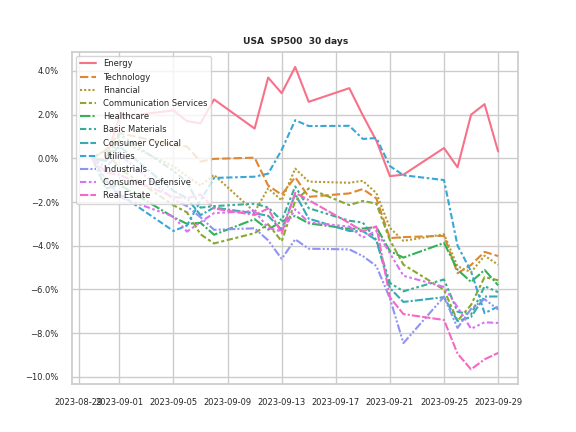 USA  SP500  30 days
4.0%
2.0%
0.0%
−2.0%
−4.0%
−6.0%
−8.0%
−10.0%
Energy
Technology
Financial
Communication Services
Healthcare
Basic Materials
Consumer Cyclical
Utilities
Industrials
Consumer Defensive
Real Estate
2023-08-29 2023-09-01 2023-09-05 2023-09-09 2023-09-13 2023-09-17 2023-09-21 2023-09-25 2023-09-29